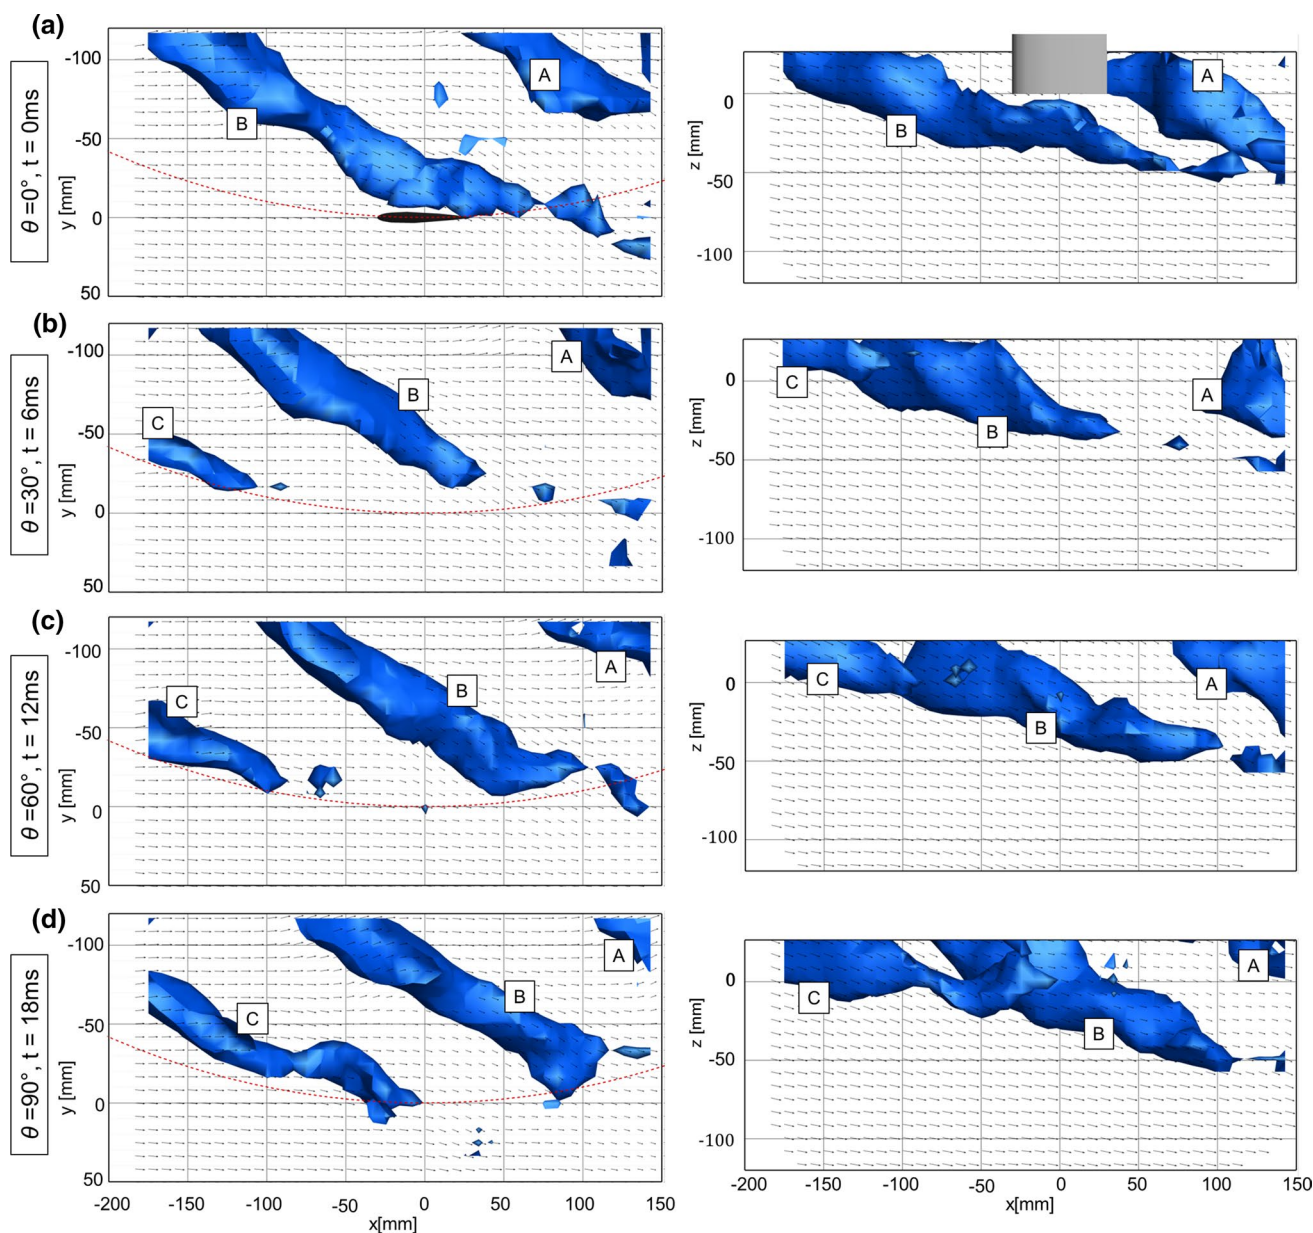 (a)
θ=0°, t = 0ms
y [mm]
-100
-50
0
50
A
B
z [mm]
0
-50
-100
A
B
(b)
θ=30°, t = 6ms
y [mm]
-100
-50
0
50
A
B
C
z [mm]
0
-50
-100
C
A
B
(c)
θ=60°, t = 12ms
y [mm]
-100
-50
0
50
A
B
C
z [mm]
0
-50
-100
C
A
B
(d)
θ=90°, t = 18ms
y [mm]
-100
-50
0
50
A
B
C
z [mm]
0
-50
-100
A
C
B
-200 -150 -100 -50 0 50 100 150
x[mm]
-200 -150 -100 -50 0 50 100 150
x[mm]